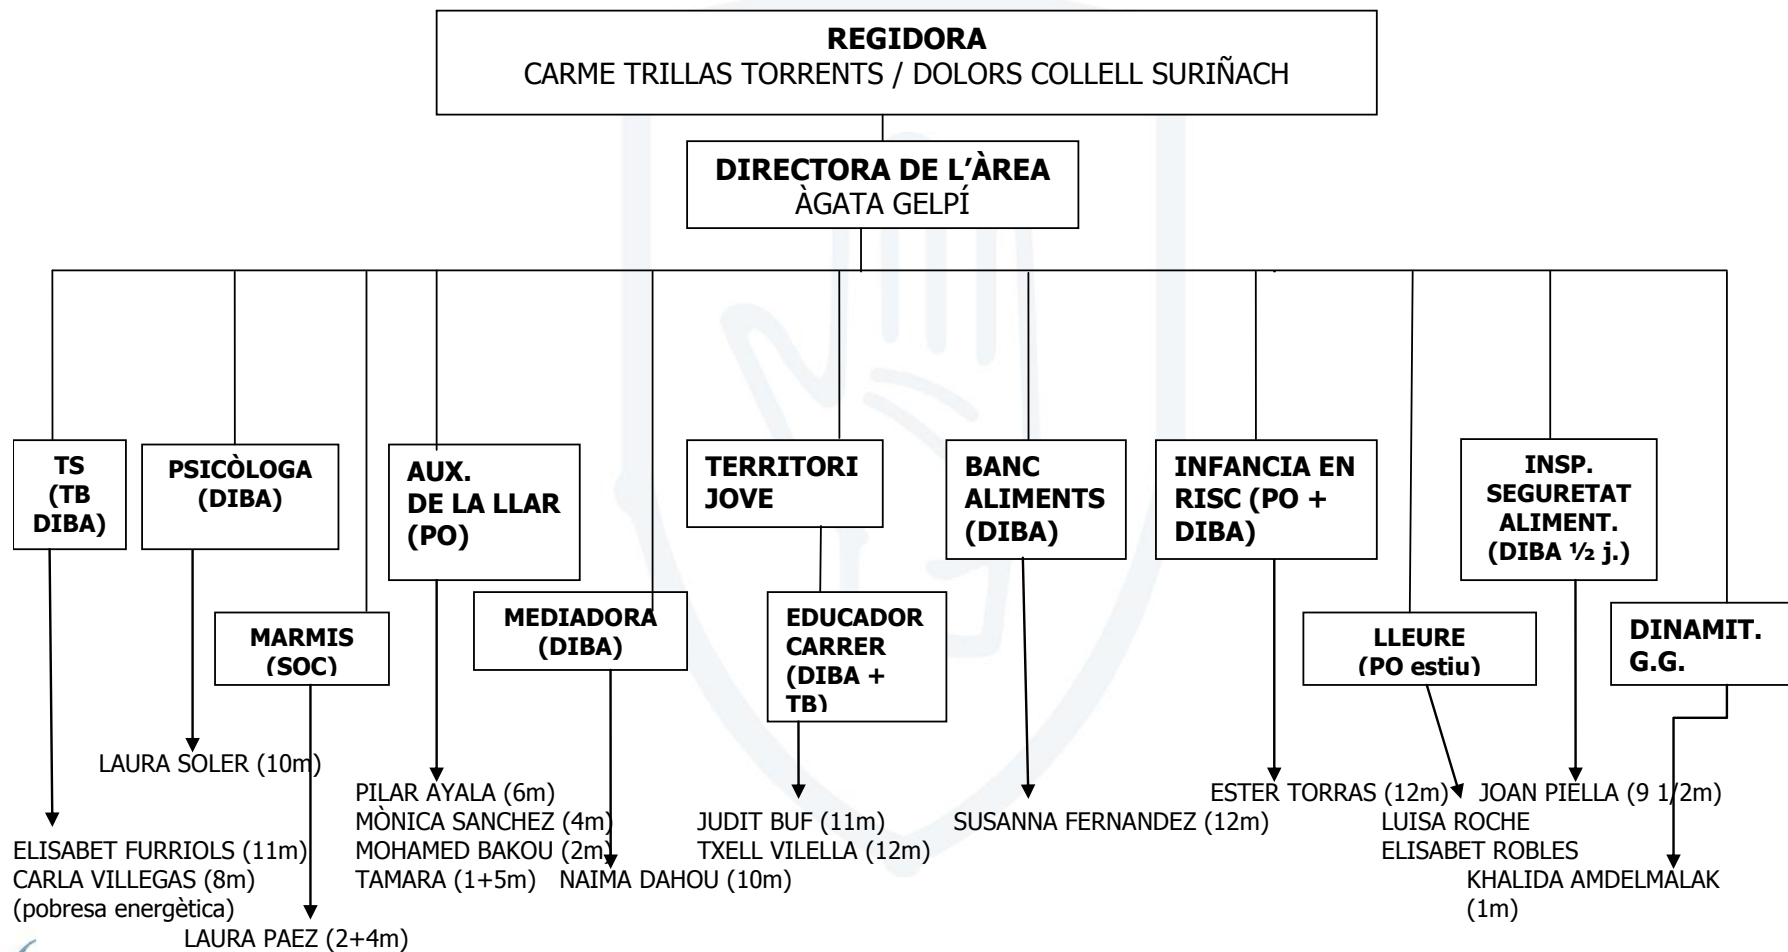 REGIDORA
CARME TRILLAS TORRENTS / DOLORS COLLELL SURIÑACH
DIRECTORA DE L'ÀREA
ÀGATA GELPÍ
TS
(TB
DIBA)
PSICÒLOGA
(DIBA)
MARMIS
(SOC)
AUX.
DE LA LLAR
(PO)
MEDIADORA
(DIBA)
TERRITORI
JOVE
EDUCADOR
CARRER
(DIBA +
TB)
BANC
ALIMENTS
(DIBA)
INFANCIA EN
RISC (PO +
DIBA)
LLEURE
(PO estiu)
INSP.
SEGURETAT
ALIMENT.
(DIBA ½ j.)
DINAMIT.
G.G.
LAURA SOLER (10m)
ELISABET FURRIOLS (11m)
CARLA VILLEGAS (8m)
(pobresa energètica)
LAURA PAEZ (2+4m)
PILAR AYALA (6m)
MÒNICA SANCHEZ (4m)
MOHAMED BAKOU (2m)
TAMARA (1+5m)
NAIMA DAHOU (10m)
JUDIT BUF (11m)
TXELL VILELLA (12m)
SUSANNA FERNANDEZ (12m)
ESTER TORRAS (12m)
JOAN PIELLA (9 1/2m)
LUISA ROCHE
ELISABET ROBLES
KHALIDA AMDELMALAK
(1m)